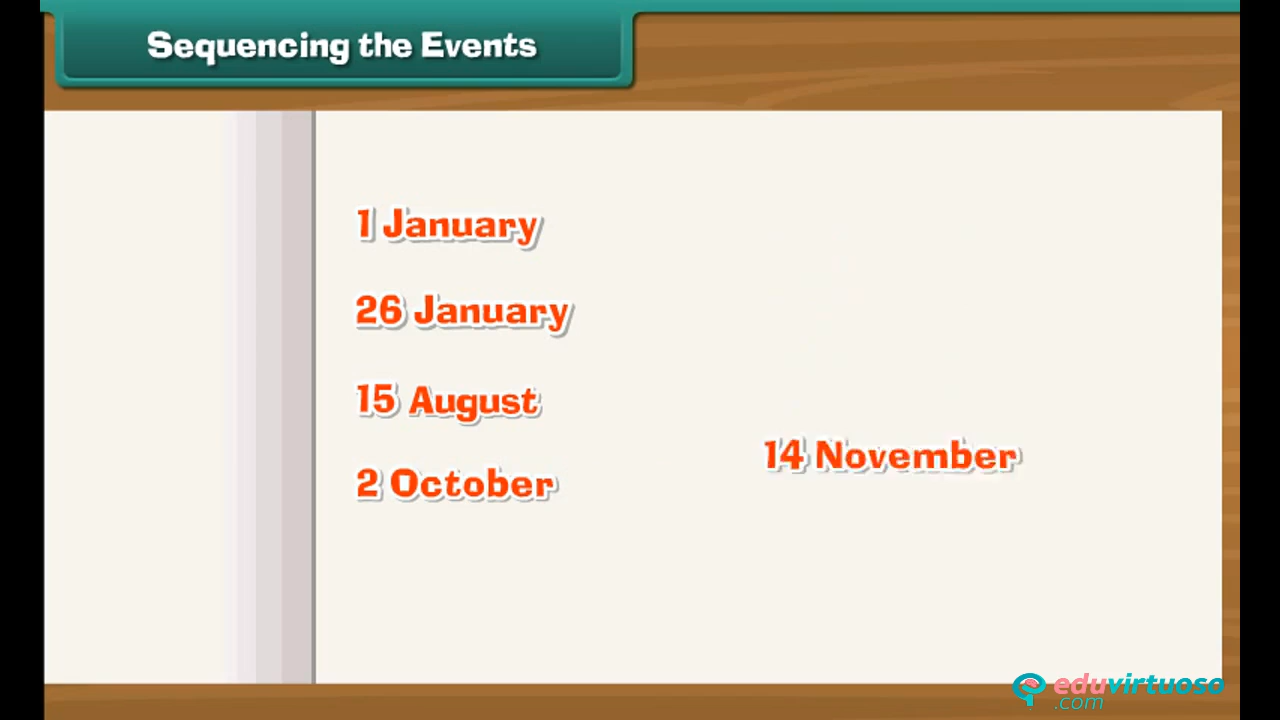 Sequencing the Events
1 January
26 January
15 August
14 November
2 October
eduvirtuoso
.com